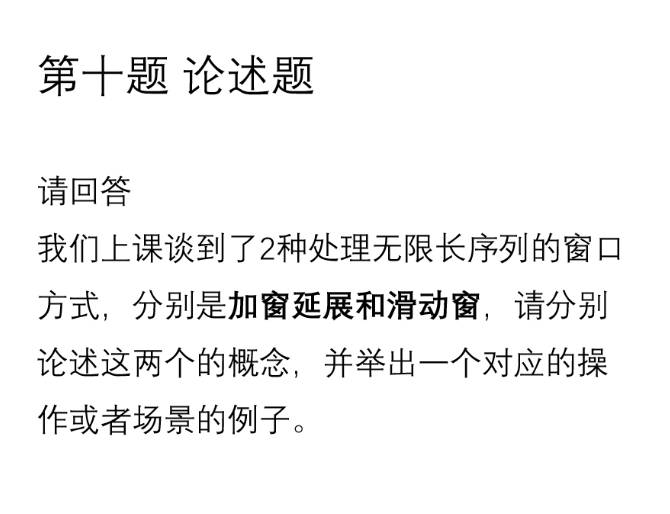 第十题 论述题
请回答
我们上课谈到了2种处理无限长序列的窗口
方式，分别是加窗延展和滑动窗，请分别
论述这两个的概念，并举出一个对应的操
作或者场景的例子。